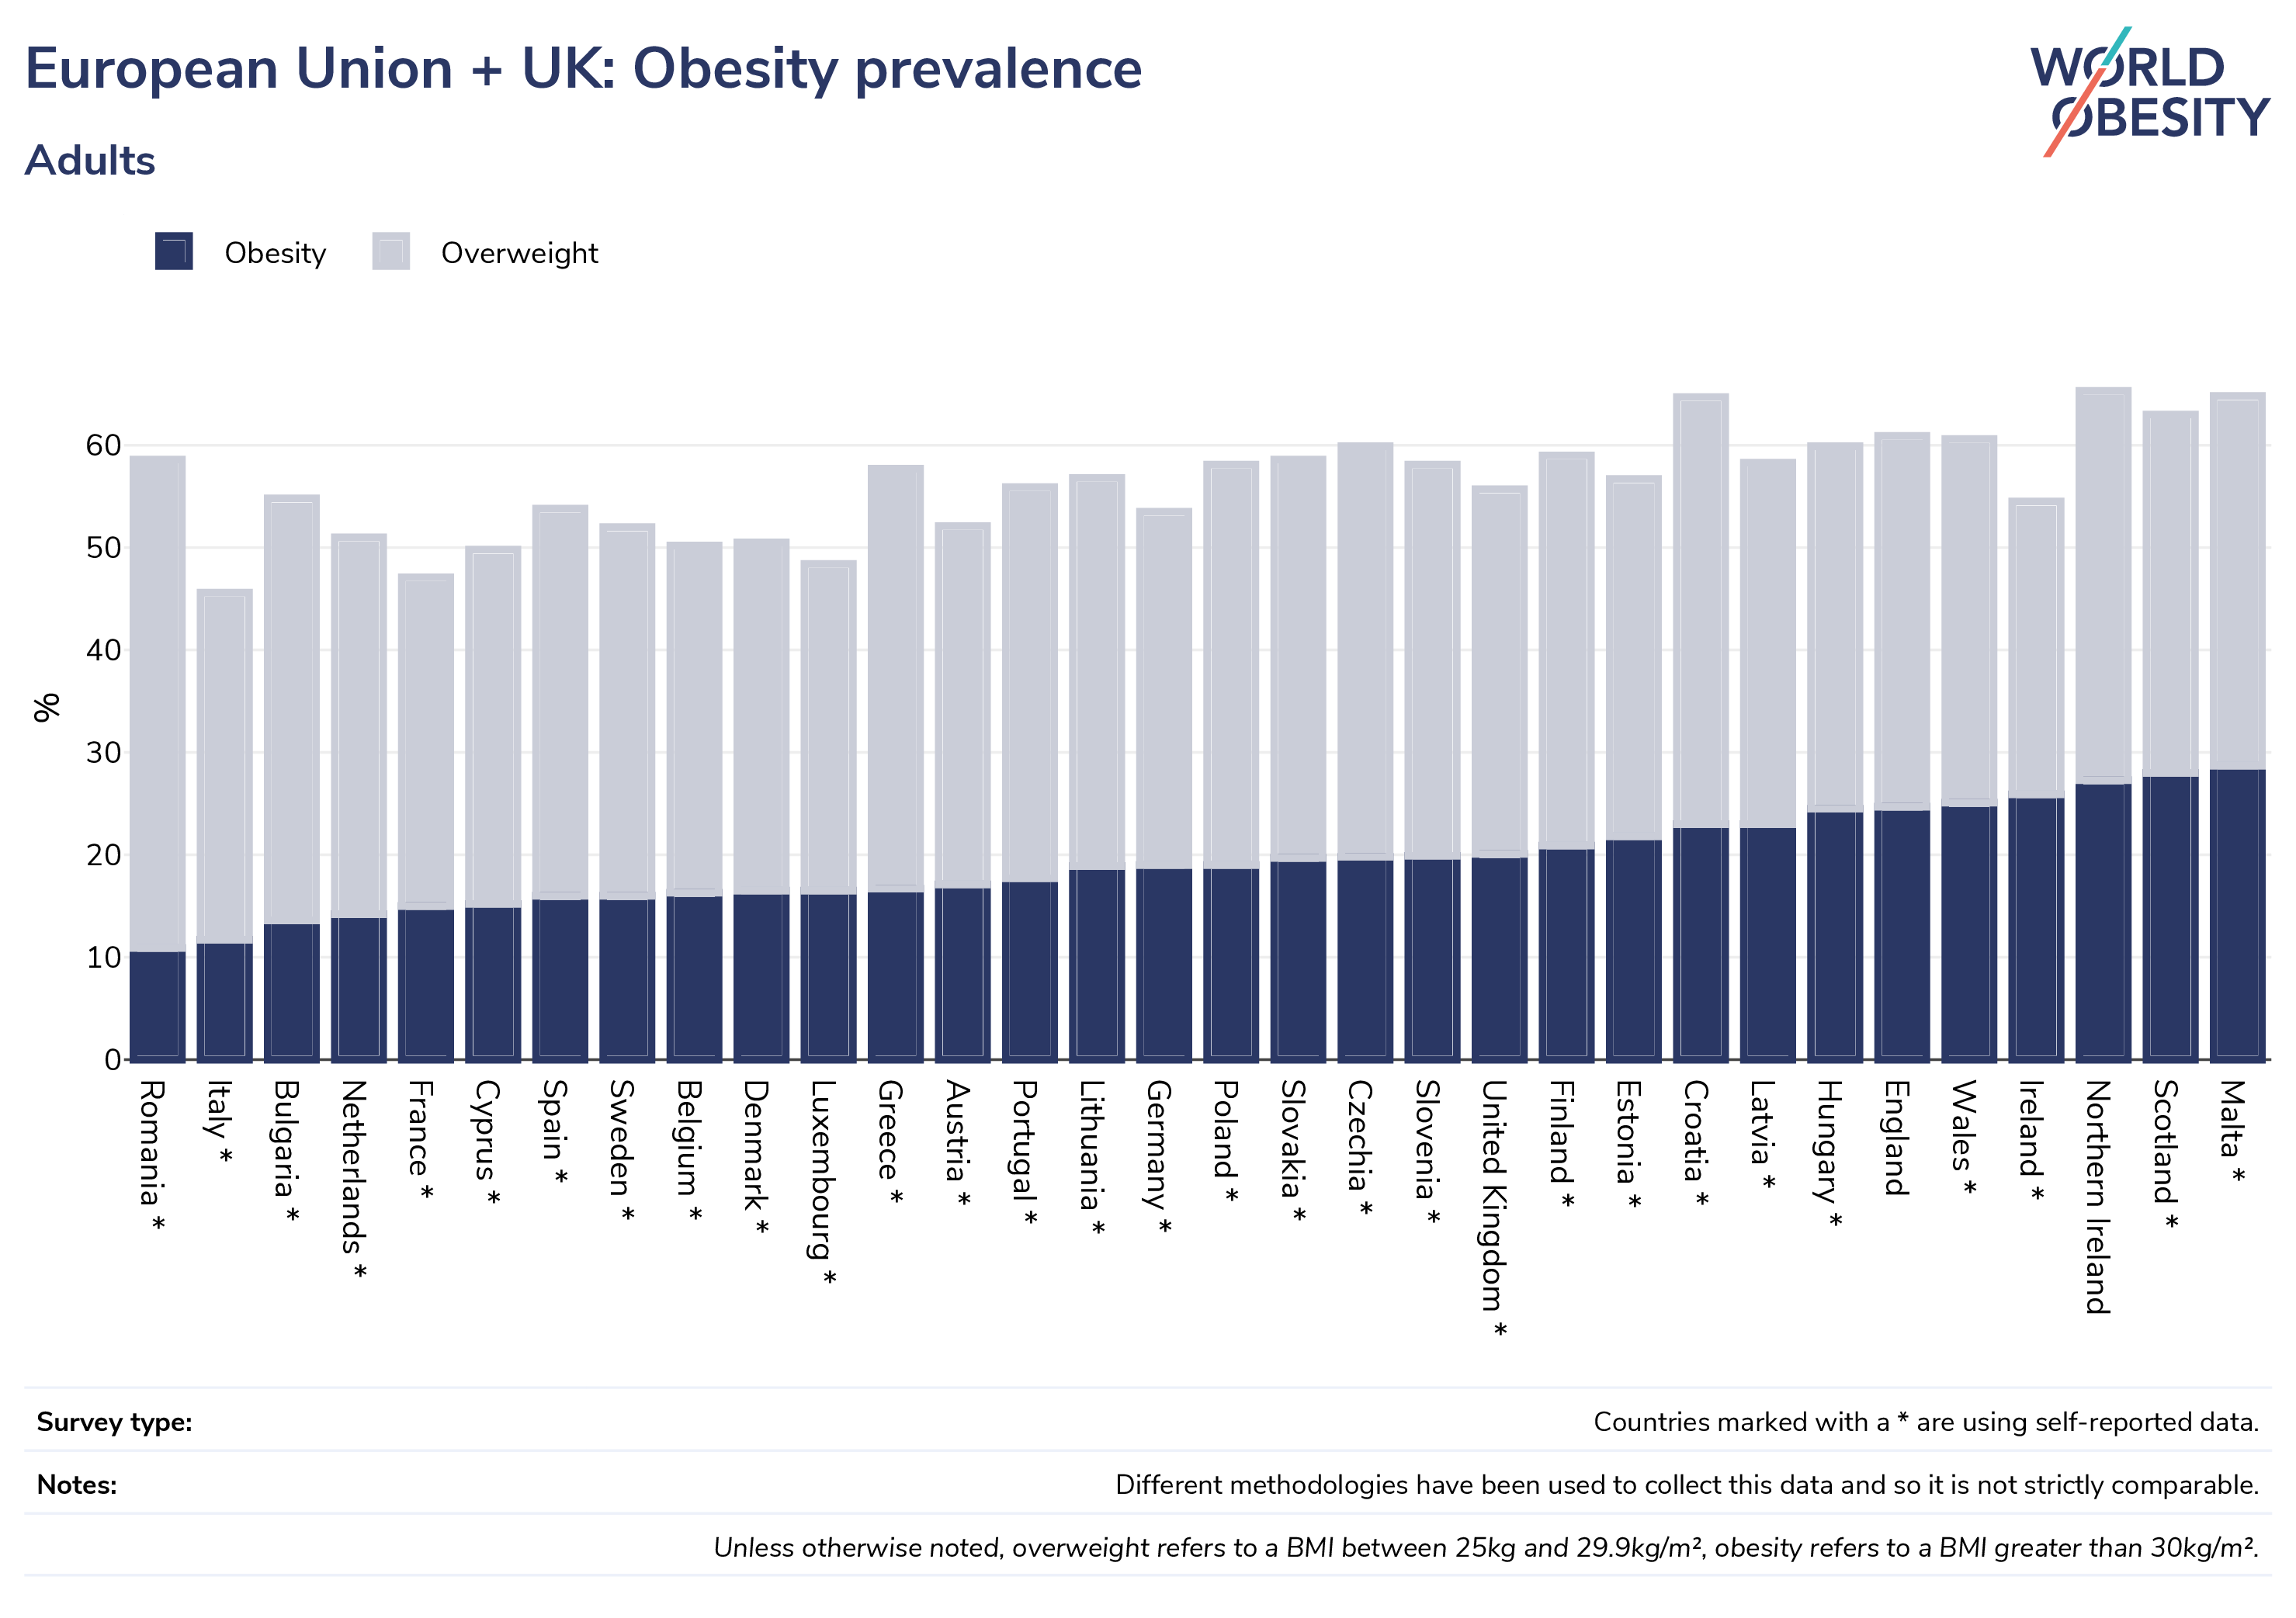 European Union + UK: Obesity prevalence
WORLD
OBESITY
Adults
Obesity
Overweight
60
50
40
30
20
10
0
%
Romania *
Italy *
Bulgaria *
Netherlands *
France *
Cyprus *
Spain *
Sweden *
Belgium *
Denmark *
Luxembourg *
Greece *
Austria *
Portugal *
Lithuania *
Germany *
Poland *
Slovakia *
Czechia *
Slovenia *
United Kingdom *
Finland *
Estonia *
Croatia *
Latvia *
Hungary *
England
Wales *
Ireland *
Northern Ireland
Scotland *
Malta *
Survey type: Countries marked with a * are using self-reported data.
Notes: Different methodologies have been used to collect this data and so it is not strictly comparable.
Unless otherwise noted, overweight refers to a BMI between 25kg and 29.9kg/m², obesity refers to a BMI greater than 30kg/m².